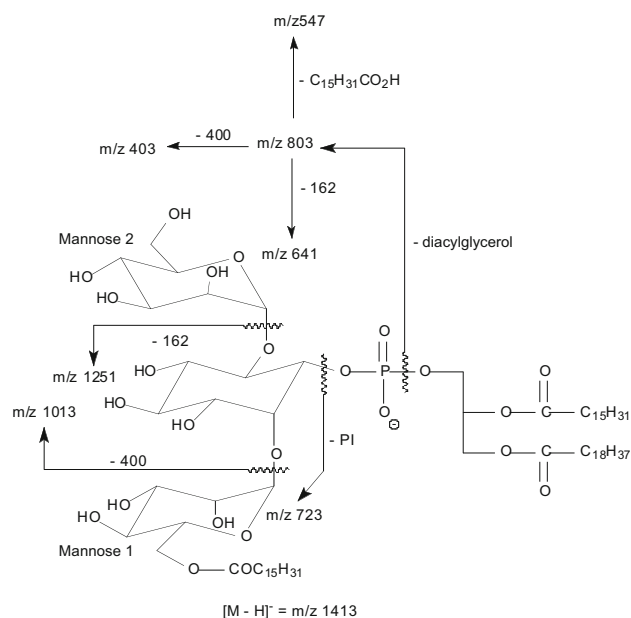 m/z547
- C15H31CO2H
- 400
m/z 403
m/z 803
- 162
OH
Mannose 2
m/z 641
- diacylglycerol
O
OH
HO
HO
- 162
O
O
HO
O
P
O
O
m/z 1251
HO
O
C
C15H31
m/z 1013
HO
O
⊖
- PI
O
C
C18H37
- 400
O
O
HO
m/z 723
HO
OH
O
Mannose 1
O
COC15H31
[M - H]- = m/z 1413